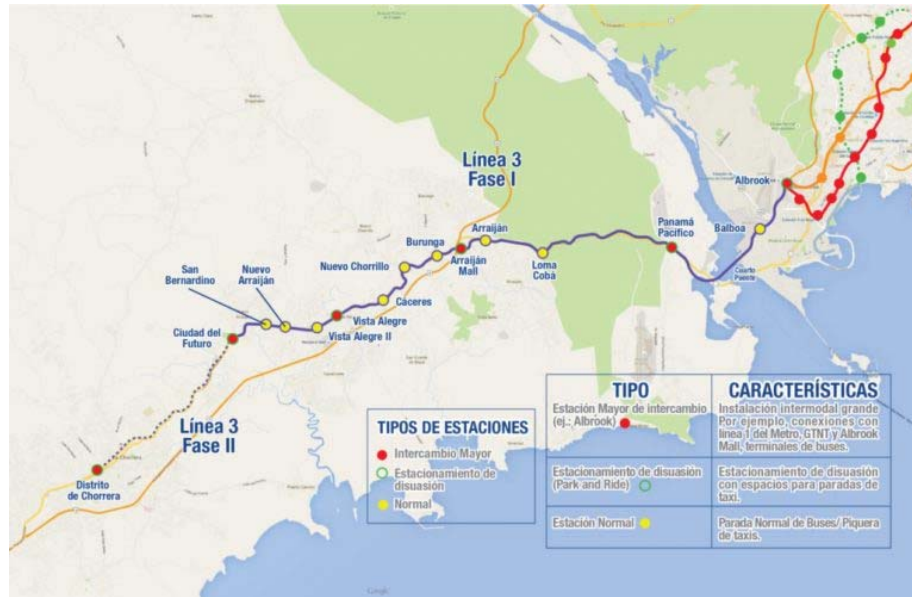 Línea 3
Fase I
Albrook
Panamá
Pacífico
Balboa
Cuarto
Puente
Arraiján
Burunga
Arraiján
Mall
Loma
Cobá
Nuevo Chorrillo
Cáceres
San
Bernardino
Nuevo
Arraiján
Vista Alegre
Vista Alegre II
Ciudad del
Futuro
Línea 3
Fase II
Distrito
de Chorrera
TIPOS DE ESTACIONES
Intercambio Mayor
Estacionamiento de
disuasión
Normal
TIPO
CARACTERÍSTICAS
Estación Mayor de intercambio
(ej.: Albrook)
Instalación intermodal grande
Por ejemplo, conexiones con
línea 1 del Metro, GTNT y Albrook
Mall, terminales de buses.
Estacionamiento de disuasión
(Park and Ride)
Estacionamiento de disuasión
con espacios para paradas de
taxi.
Estación Normal
Parada Normal de Buses/ Piquera
de taxis.
Google